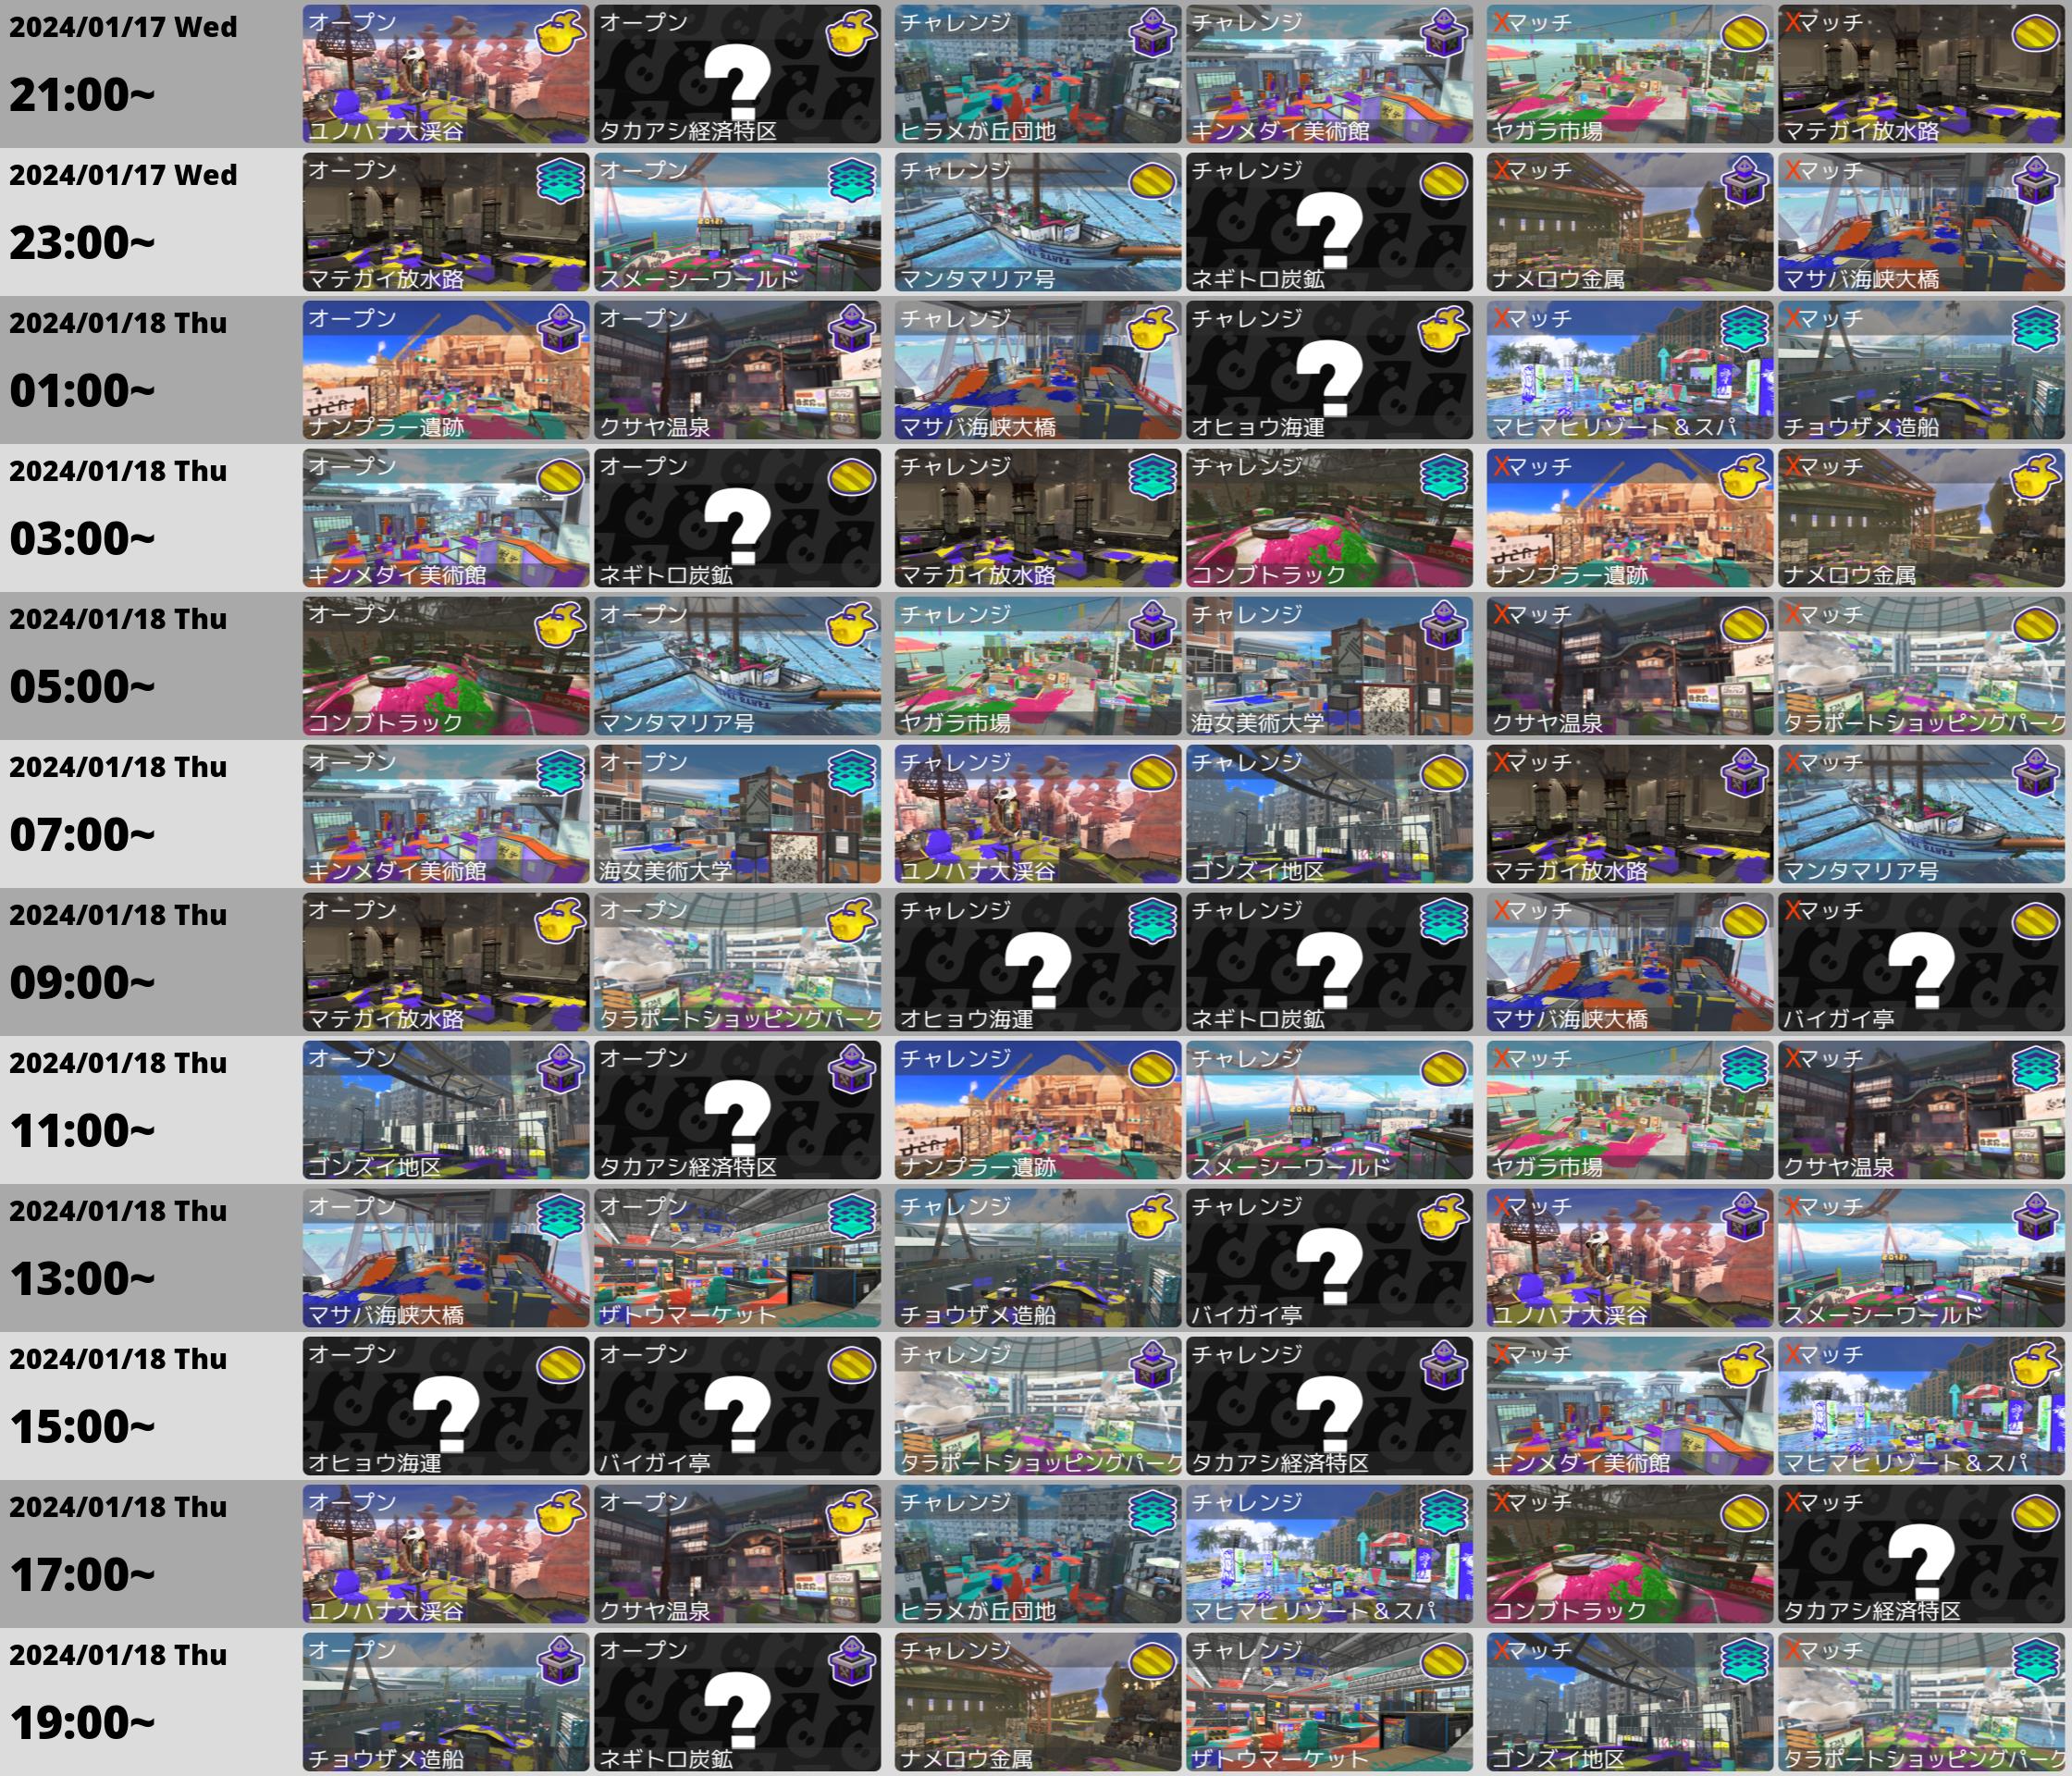 2024/01/17 Wed
21:00~
オープン オープン チャレンジ チャレンジ Xマッチ Xマッチ
ユノハナ大渓谷 タカアシ経済特区 ヒラメが丘団地 キンメダイ美術館 ヤガラ市場 マテガイ放水路
2024/01/17 Wed
23:00~
オープン オープン チャレンジ チャレンジ Xマッチ Xマッチ
マテガイ放水路 スメーシーワールド マンタマリア号 ネギトロ炭鉱 ナメロウ金属 マサバ海峡大橋
2024/01/18 Thu
01:00~
オープン オープン チャレンジ チャレンジ Xマッチ Xマッチ
ナンプラー遺跡 クサヤ温泉 マサバ海峡大橋 オヒョウ海運 マヒマヒリゾート＆スパ チョウザメ造船
2024/01/18 Thu
03:00~
オープン オープン チャレンジ チャレンジ Xマッチ Xマッチ
キンメダイ美術館 ネギトロ炭鉱 マテガイ放水路 コンブトラック ナンプラー遺跡 ナメロウ金属
2024/01/18 Thu
05:00~
オープン オープン チャレンジ チャレンジ Xマッチ Xマッチ
コンブトラック マンタマリア号 ヤガラ市場 海女美術大学 クサヤ温泉 タラポートショッピングパーク
2024/01/18 Thu
07:00~
オープン オープン チャレンジ チャレンジ Xマッチ Xマッチ
キンメダイ美術館 海女美術大学 ユノハナ大渓谷 ゴンズイ地区 マテガイ放水路 マンタマリア号
2024/01/18 Thu
09:00~
オープン オープン チャレンジ チャレンジ Xマッチ Xマッチ
マテガイ放水路 タラポートショッピングパーク オヒョウ海運 ネギトロ炭鉱 マサバ海峡大橋 バイガイ亭
2024/01/18 Thu
11:00~
オープン オープン チャレンジ チャレンジ Xマッチ Xマッチ
ゴンズイ地区 タカアシ経済特区 ナンプラー遺跡 スメーシーワールド ヤガラ市場 クサヤ温泉
2024/01/18 Thu
13:00~
オープン オープン チャレンジ チャレンジ Xマッチ Xマッチ
マサバ海峡大橋 ザトウマーケット チョウザメ造船 バイガイ亭 ユノハナ大渓谷 スメーシーワールド
2024/01/18 Thu
15:00~
オープン オープン チャレンジ チャレンジ Xマッチ Xマッチ
オヒョウ海運 バイガイ亭 タラポートショッピングパーク タカアシ経済特区 キンメダイ美術館 マヒマヒリゾート＆スパ
2024/01/18 Thu
17:00~
オープン オープン チャレンジ チャレンジ Xマッチ Xマッチ
ユノハナ大渓谷 クサヤ温泉 ヒラメが丘団地 マヒマヒリゾート＆スパ コンブトラック タカアシ経済特区
2024/01/18 Thu
19:00~
オープン オープン チャレンジ チャレンジ Xマッチ Xマッチ
チョウザメ造船 ネギトロ炭鉱 ナメロウ金属 ザトウマーケット ゴンズイ地区 タラポートショッピングパーク